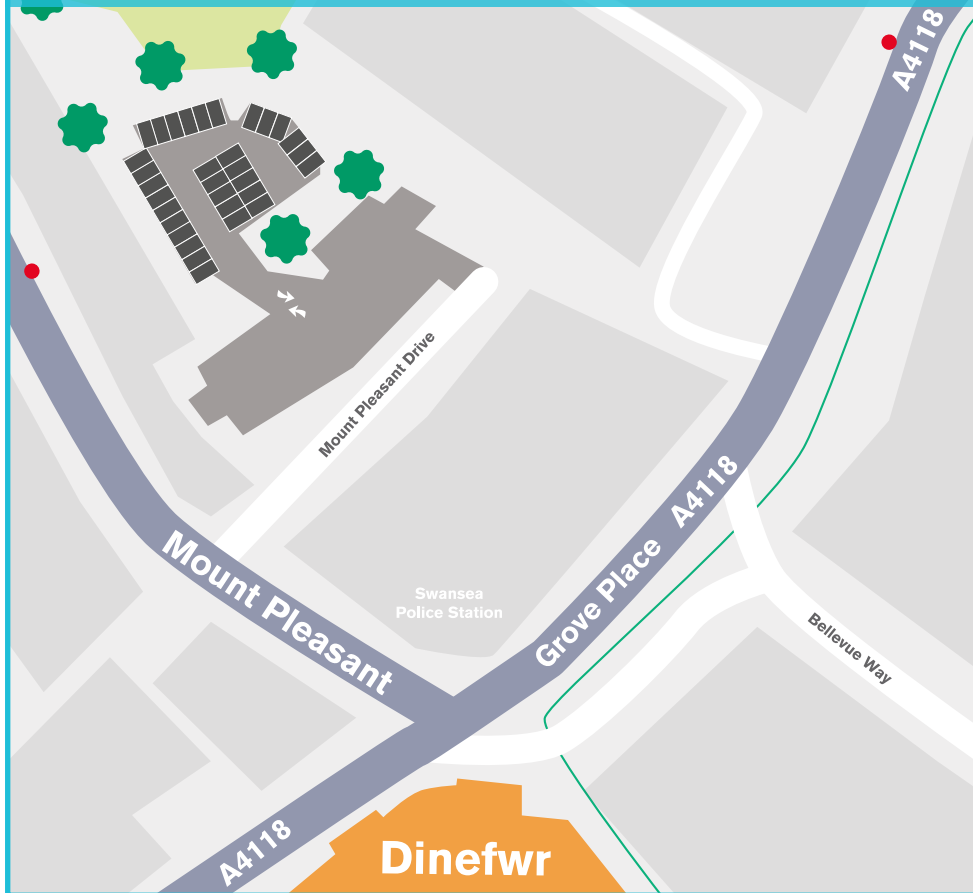 A4118
Mount Pleasant Drive
A4118
Mount Pleasant
Swansea
Police Station
Grove Place
Bellevue Way
A4118
Dinefwr